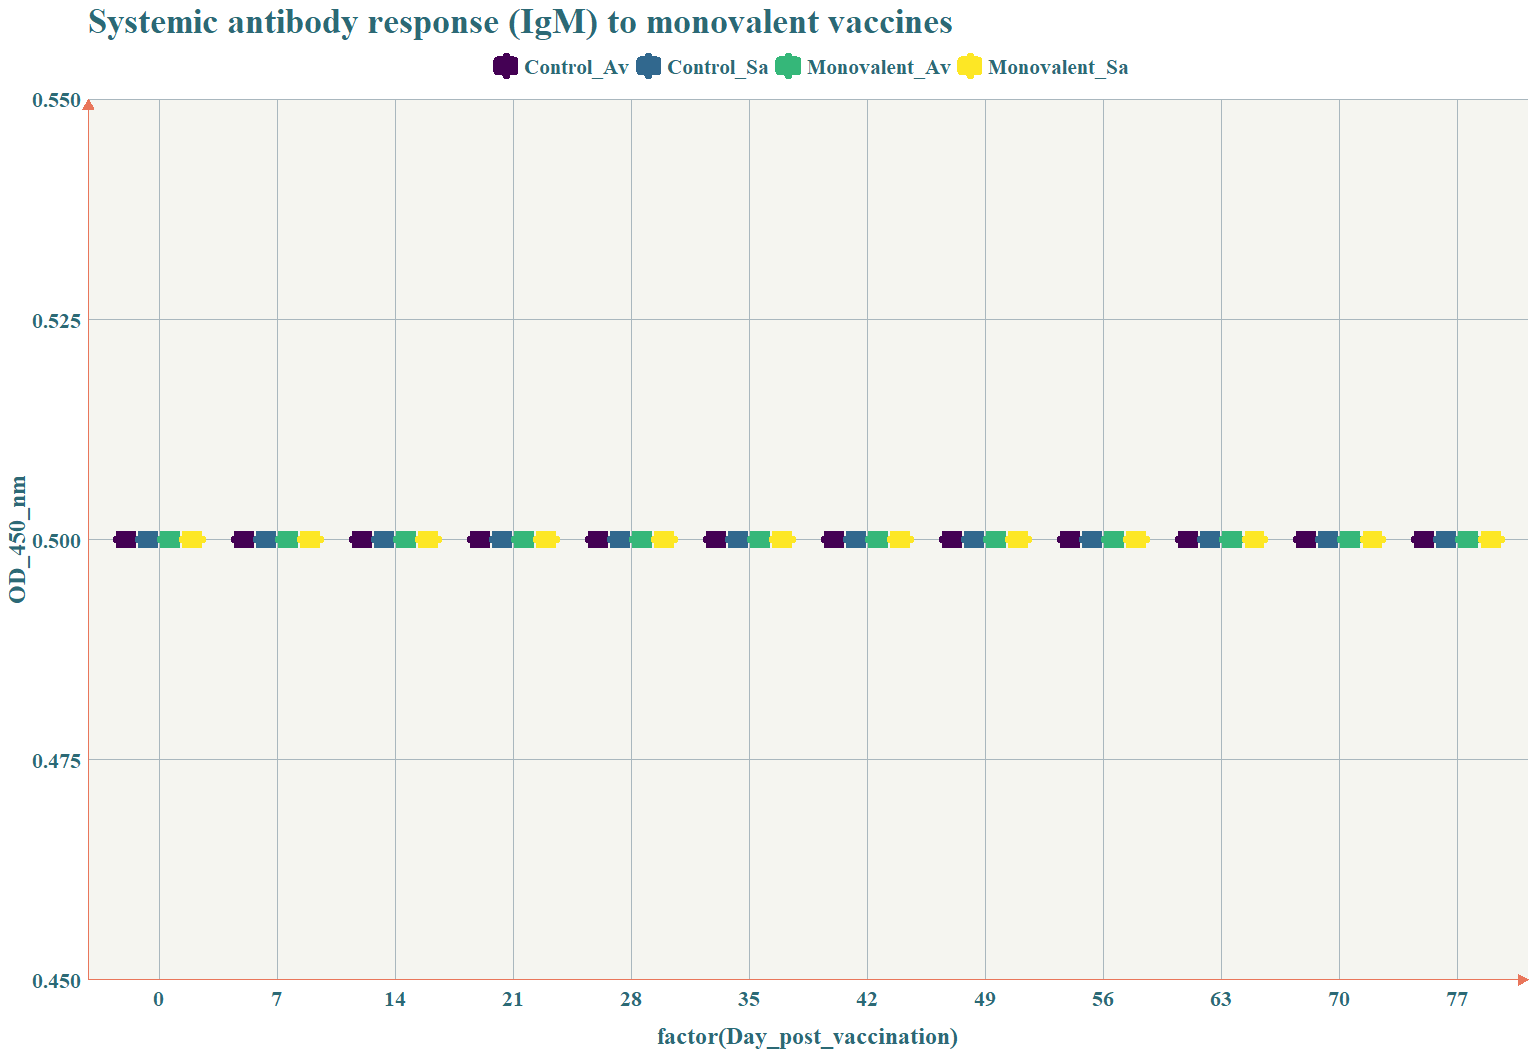 Systemic antibody response (IgM) to monovalent vaccines
Control_Av Control_Sa Monovalent_Av Monovalent_Sa
0.550
0.525
0.500
0.475
0.450
OD_450_nm
0 7 14 21 28 35 42 49 56 63 70 77
factor(Day_post_vaccination)